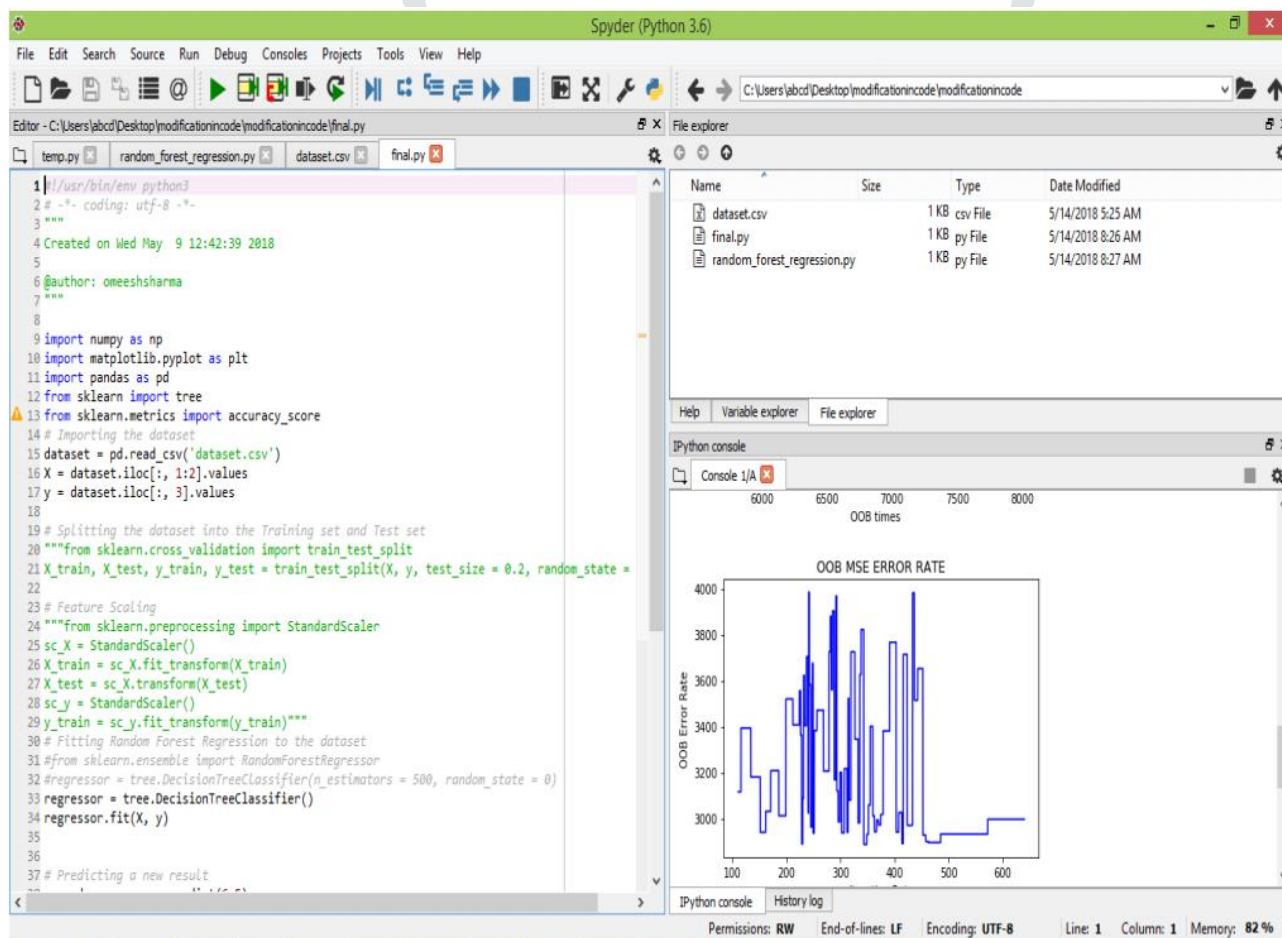 Spyder (Python 3.6)
File Edit Search Source Run Debug Consoles Projects Tools View Help
C:\Users\abcd\Desktop\modificationincode\modificationincode
Editor - C:\Users\abcd\Desktop\modificationincode\modificationincode\final.py
temp.py random_forest_regression.py dataset.csv final.py
1 #!/usr/bin/env python3
2 # -*- coding: utf-8 -*-
3 """
4 Created on Wed May  9 12:42:39 2018
5
6 @author: omeeshsharma
7 """
8
9 import numpy as np
10 import matplotlib.pyplot as plt
11 import pandas as pd
12 from sklearn import tree
13 from sklearn.metrics import accuracy_score
14 # Importing the dataset
15 dataset = pd.read_csv('dataset.csv')
16 X = dataset.iloc[:, 1:2].values
17 y = dataset.iloc[:, 3].values
18
19 # Splitting the dataset into the Training set and Test set
20 """from sklearn.cross_validation import train_test_split
21 X_train, X_test, y_train, y_test = train_test_split(X, y, test_size = 0.2, random_state =
22
23 # Feature Scaling
24 """from sklearn.preprocessing import StandardScaler
25 sc_X = StandardScaler()
26 X_train = sc_X.fit_transform(X_train)
27 X_test = sc_X.transform(X_test)
28 sc_y = StandardScaler()
29 y_train = sc_y.fit_transform(y_train)"""
30 # Fitting Random Forest Regression to the dataset
31 #from sklearn.ensemble import RandomForestRegressor
32 #regressor = tree.DecisionTreeClassifier(n_estimators = 500, random_state = 0)
33 regressor = tree.DecisionTreeClassifier()
34 regressor.fit(X, y)
35
36
37 # Predicting a new result
File explorer
Name Size Type Date Modified
dataset.csv 1 KB csv File 5/14/2018 5:25 AM
final.py 1 KB py File 5/14/2018 8:26 AM
random_forest_regression.py 1 KB py File 5/14/2018 8:27 AM
Help Variable explorer File explorer
IPython console
Console 1/A
6000 6500 7000 7500 8000
OOB times
OOB MSE ERROR RATE
4000
3800
3600
3400
3200
3000
OOB Error Rate
100 200 300 400 500 600
IPython console History log
Permissions: RW End-of-lines: LF Encoding: UTF-8 Line: 1 Column: 1 Memory: 82 %